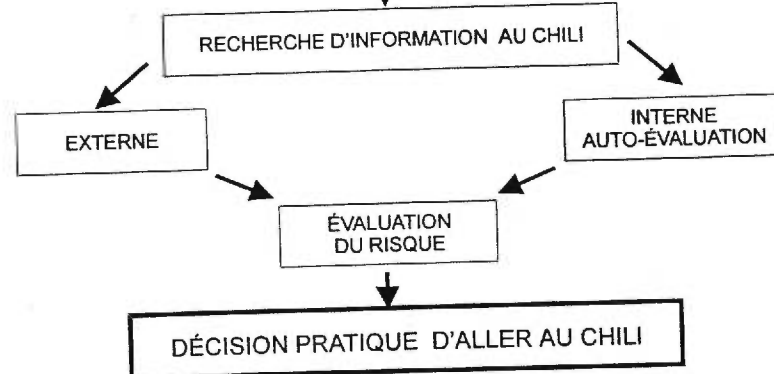 RECHERCHE D'INFORMATION AU CHILI
EXTERNE
INTERNE
AUTO-ÉVALUATION
ÉVALUATION
DU RISQUE
DÉCISION PRATIQUE D'ALLER AU CHILI